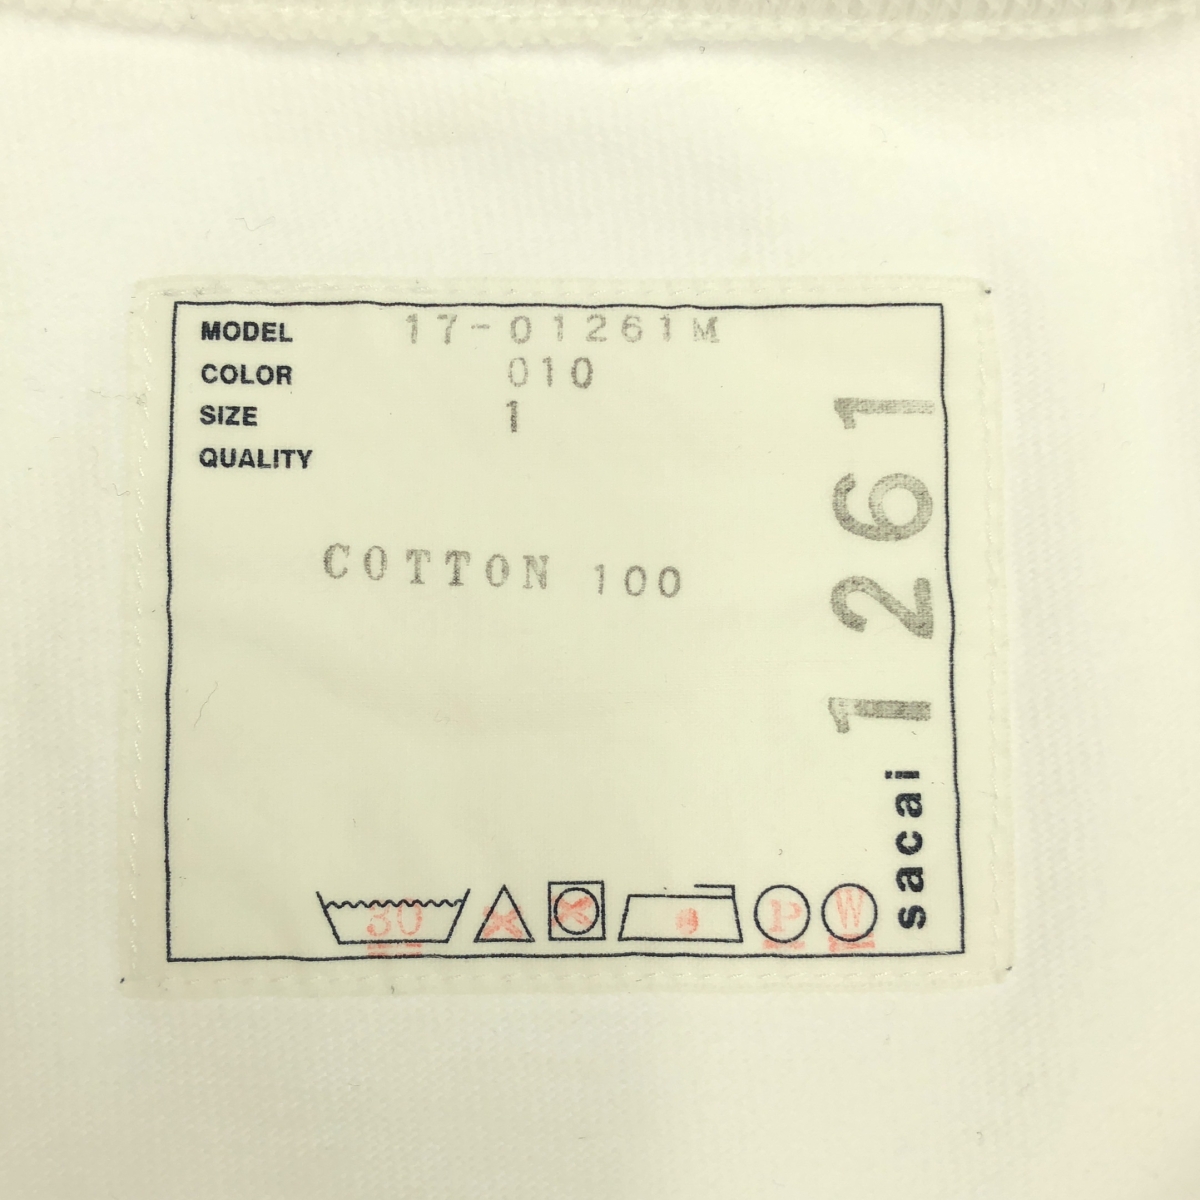 MODEL 17-01261M
COLOR 010
SIZE 1
QUALITY
COTTON 100
30 P W
sacai 1261